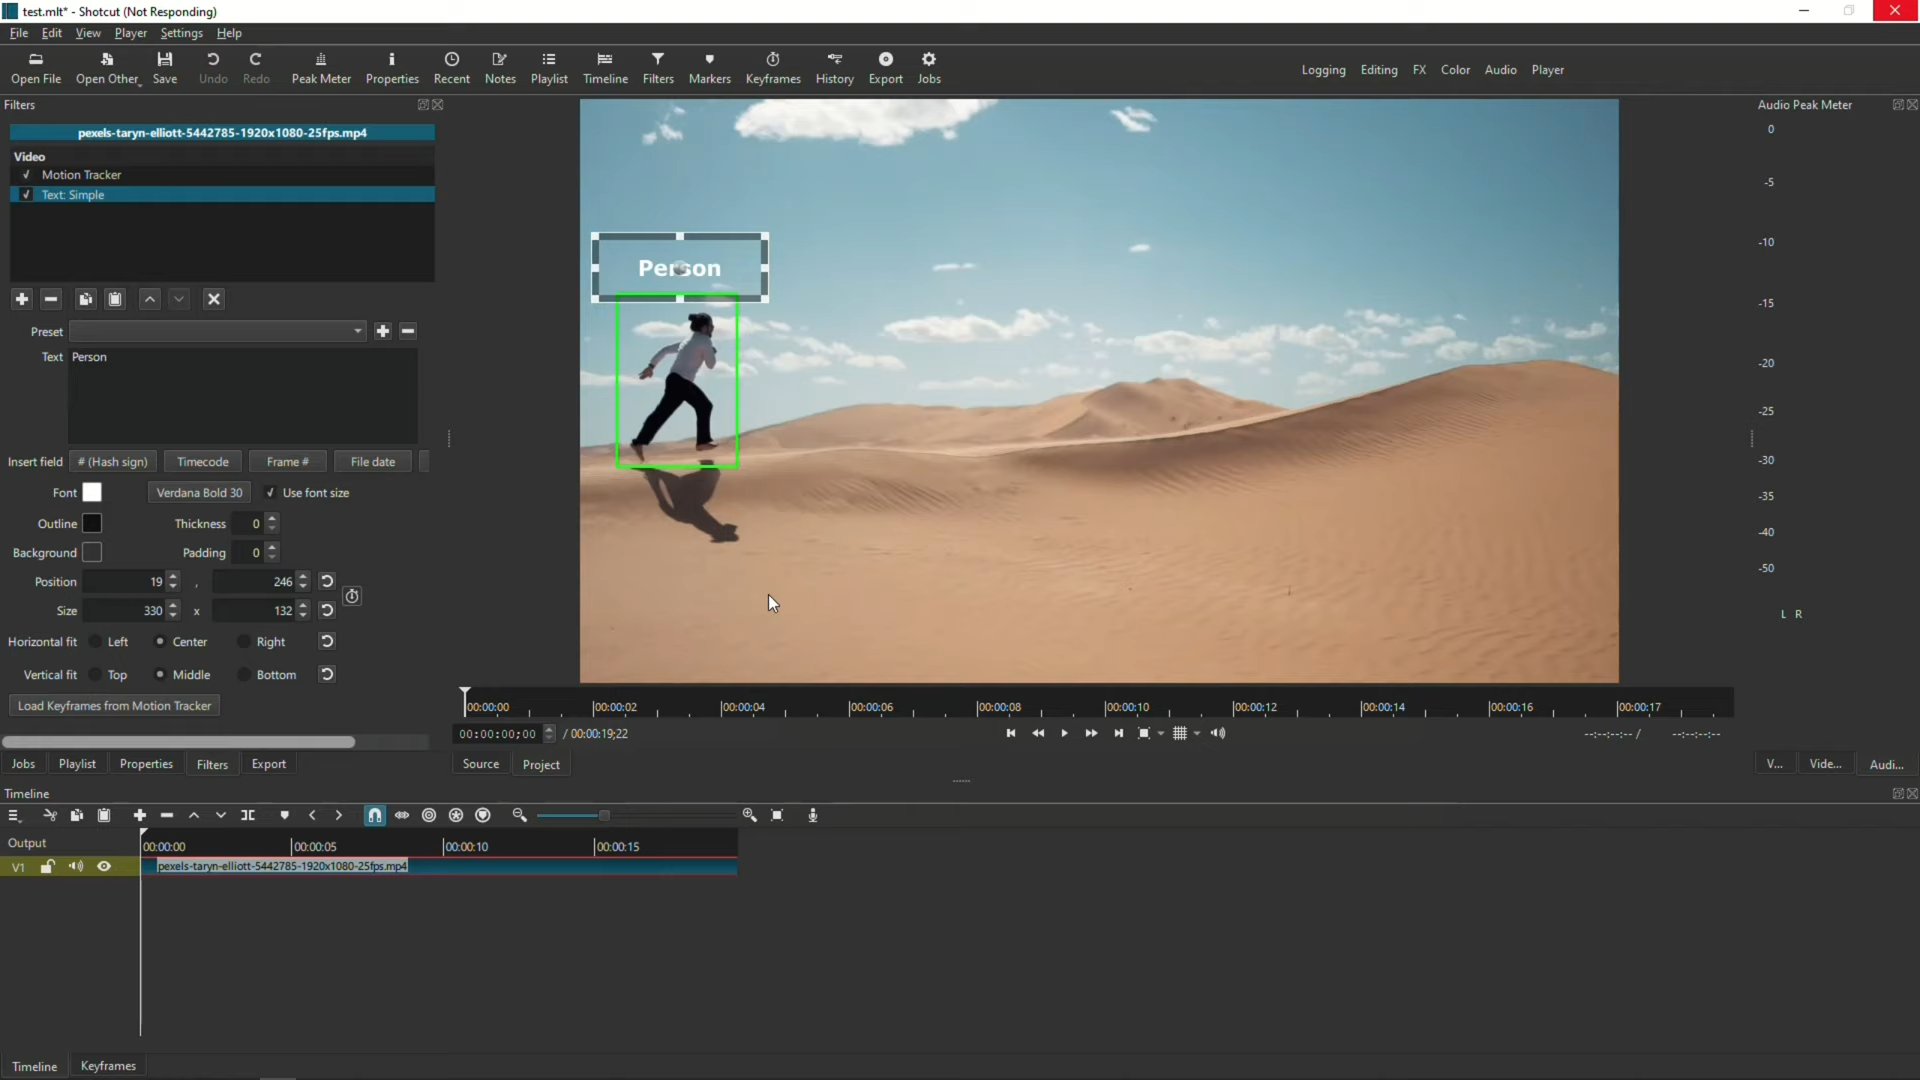 test.mlt* - Shotcut (Not Responding)
File Edit View Player Settings Help
Open File Open Other Save Undo Redo Peak Meter Properties Recent Notes Playlist Timeline Filters Markers Keyframes History Export Jobs
Logging Editing FX Color Audio Player
Filters
Audio Peak Meter
pexels-taryn-elliott-5442785-1920x1080-25fps.mp4
Video
Motion Tracker
Text: Simple
Preset
Text Person
Insert field # (Hash sign) Timecode Frame # File date
Font Verdana Bold 30 Use font size
Outline Thickness 0
Background Padding 0
Position 19 , 246
Size 330 x 132
Horizontal fit Left Center Right
Vertical fit Top Middle Bottom
Load Keyframes from Motion Tracker
Person
0
-5
-10
-15
-20
-25
-30
-35
-40
-50
L R
00:00:00 00:00:02 00:00:04 00:00:06 00:00:08 00:00:10 00:00:12 00:00:14 00:00:16 00:00:17
00:00:00;00 / 00:00:19;22
--:--:--:-- / --:--:--:--
Jobs Playlist Properties Filters Export
Source Project
V... Vide... Audi...
Timeline
Output
00:00:00 00:00:05 00:00:10 00:00:15
V1 pexels-taryn-elliott-5442785-1920x1080-25fps.mp4
Timeline Keyframes